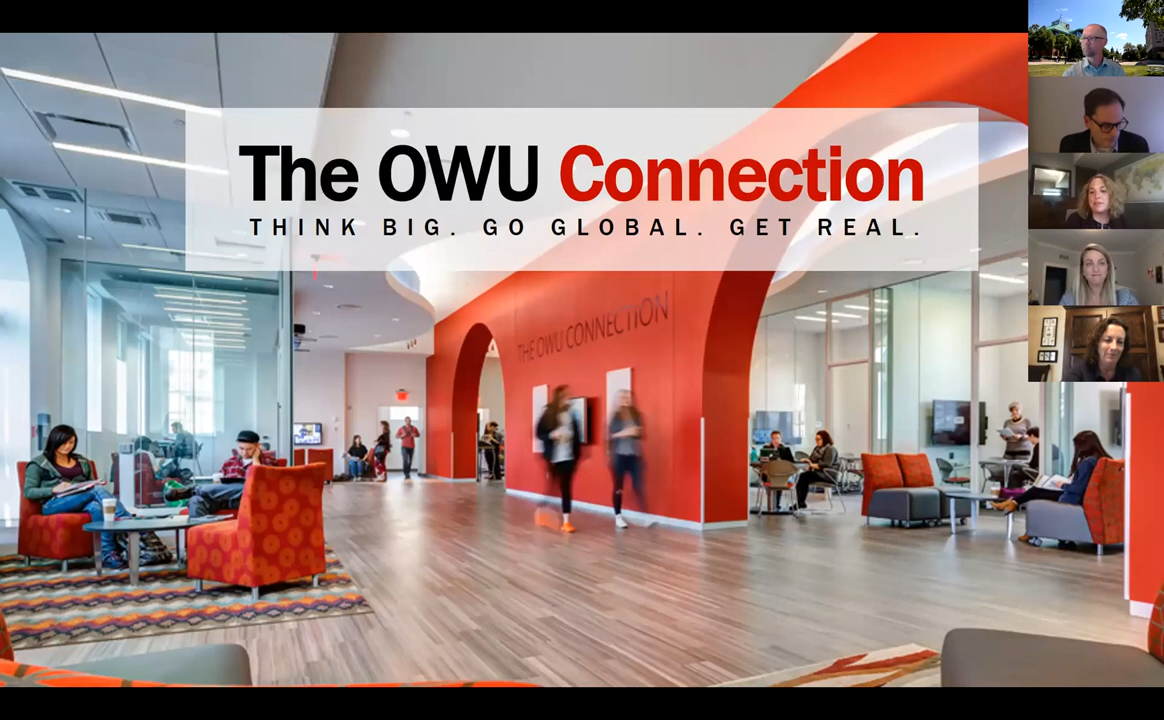 The OWU Connection
THINK BIG. GO GLOBAL. GET REAL.
THE OWU CONNECTION